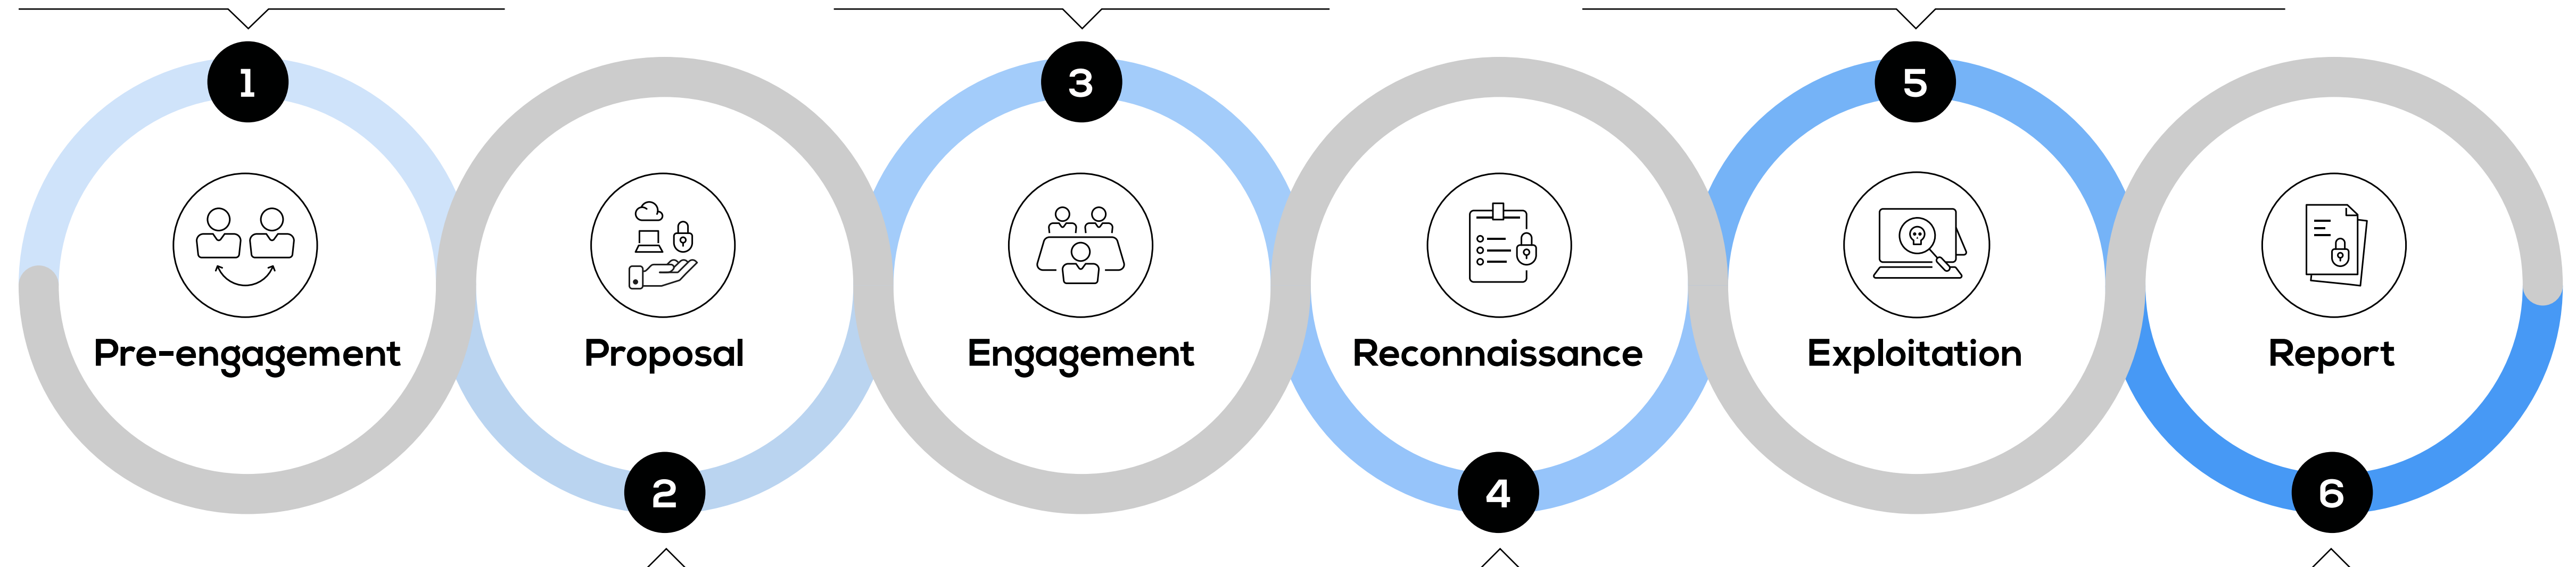 1
Pre-engagement
2
Proposal
3
Engagement
4
Reconnaissance
5
Exploitation
6
Report